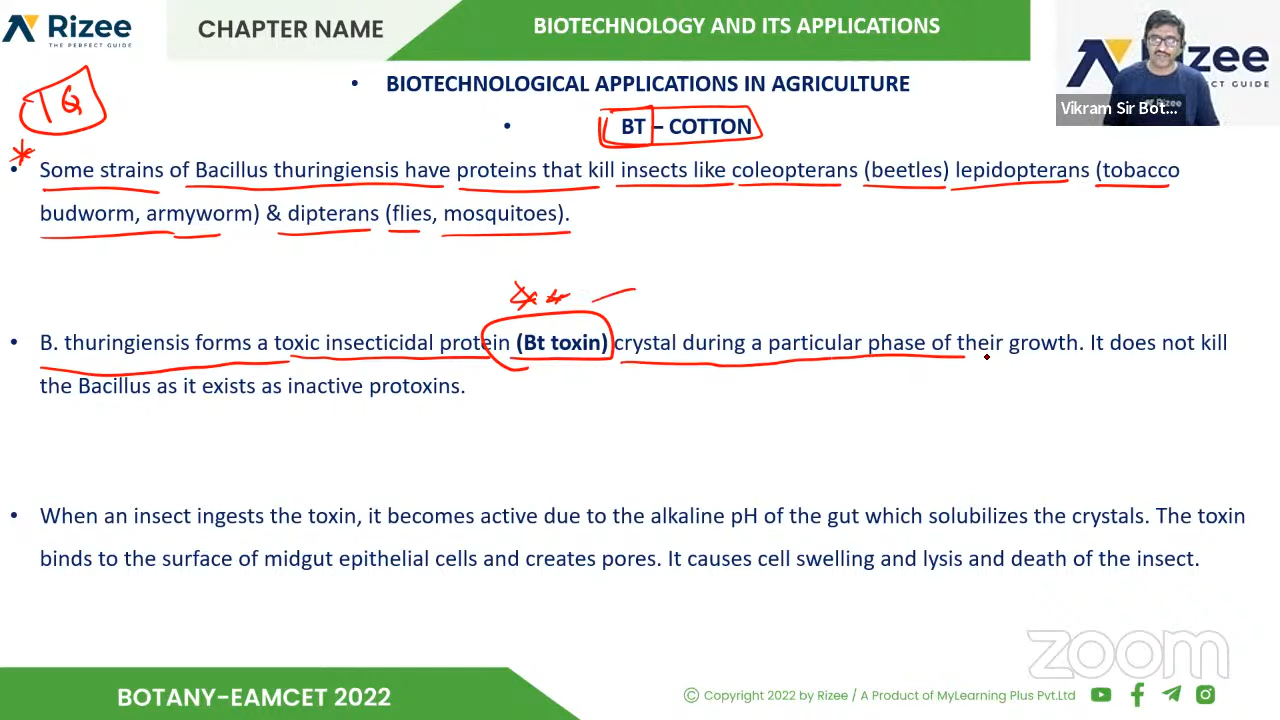 Rizee
THE PERFECT GUIDE
CHAPTER NAME
BIOTECHNOLOGY AND ITS APPLICATIONS
Rizee
THE PERFECT GUIDE
Rizee
Vikram Sir Bot...
TQ
• BIOTECHNOLOGICAL APPLICATIONS IN AGRICULTURE
• BT – COTTON
• Some strains of Bacillus thuringiensis have proteins that kill insects like coleopterans (beetles) lepidopterans (tobacco
budworm, armyworm) & dipterans (flies, mosquitoes).
• B. thuringiensis forms a toxic insecticidal protein (Bt toxin) crystal during a particular phase of their growth. It does not kill
the Bacillus as it exists as inactive protoxins.
• When an insect ingests the toxin, it becomes active due to the alkaline pH of the gut which solubilizes the crystals. The toxin
binds to the surface of midgut epithelial cells and creates pores. It causes cell swelling and lysis and death of the insect.
zoom
BOTANY-EAMCET 2022
© Copyright 2022 by Rizee / A Product of MyLearning Plus Pvt.Ltd